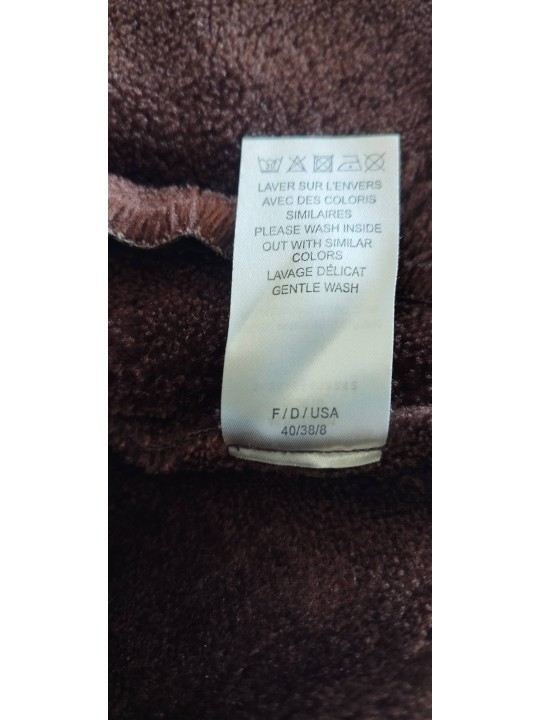 LAVER SUR L'ENVERS
AVEC DES COLORIS
SIMILAIRES
PLEASE WASH INSIDE
OUT WITH SIMILAR
COLORS
LAVAGE DÉLICAT
GENTLE WASH
F / D / USA
40/38/8